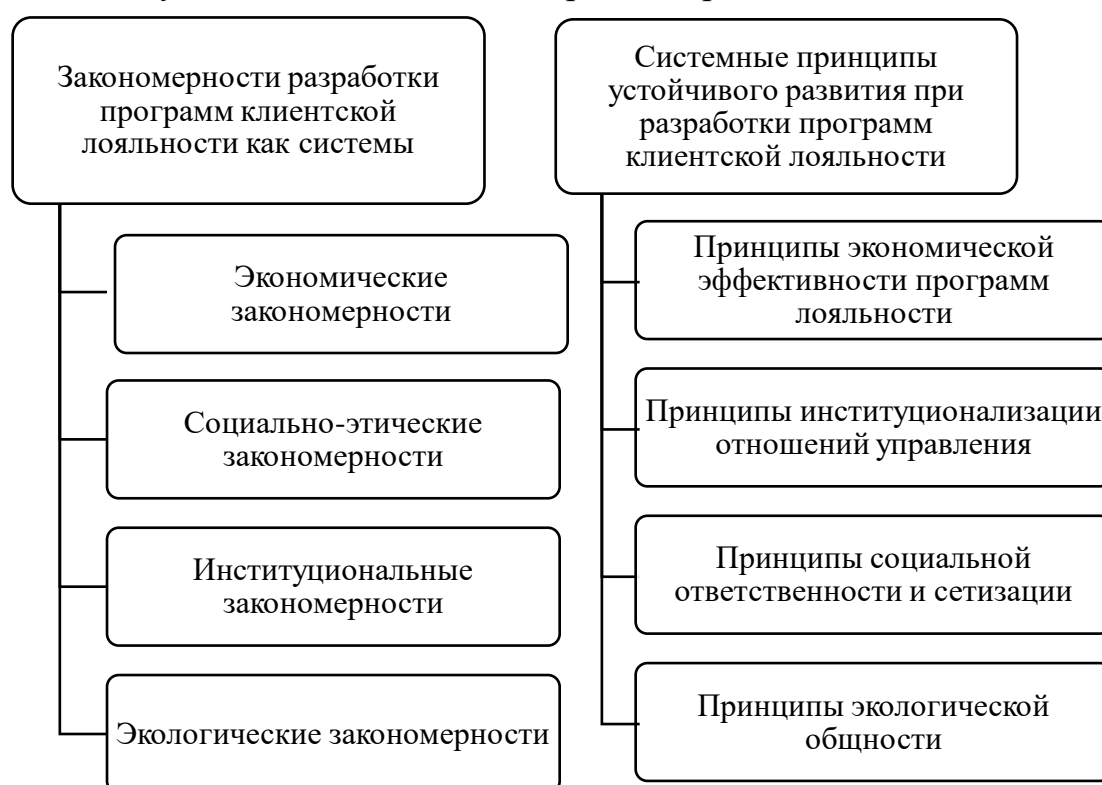 Закономерности разработки
программ клиентской
лояльности как системы
Экономические
закономерности
Социально-этические
закономерности
Институциональные
закономерности
Экологические закономерности
Системные принципы
устойчивого развития при
разработки программ
клиентской лояльности
Принципы экономической
эффективности программ
лояльности
Принципы институционализации
отношений управления
Принципы социальной
ответственности и сетизации
Принципы экологической
общности